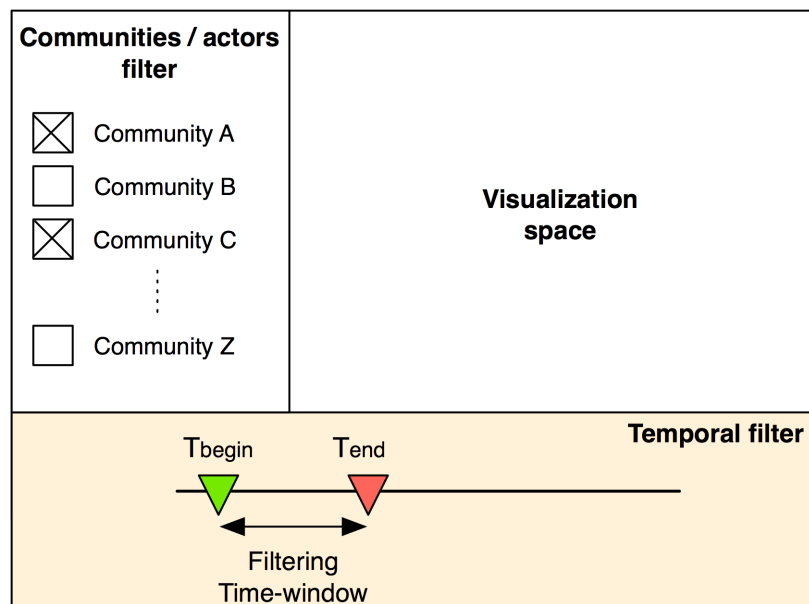 Communities / actors
filter
Community A
Community B
Community C
Community Z
Visualization
space
Temporal filter
Tbegin
Tend
Filtering
Time-window